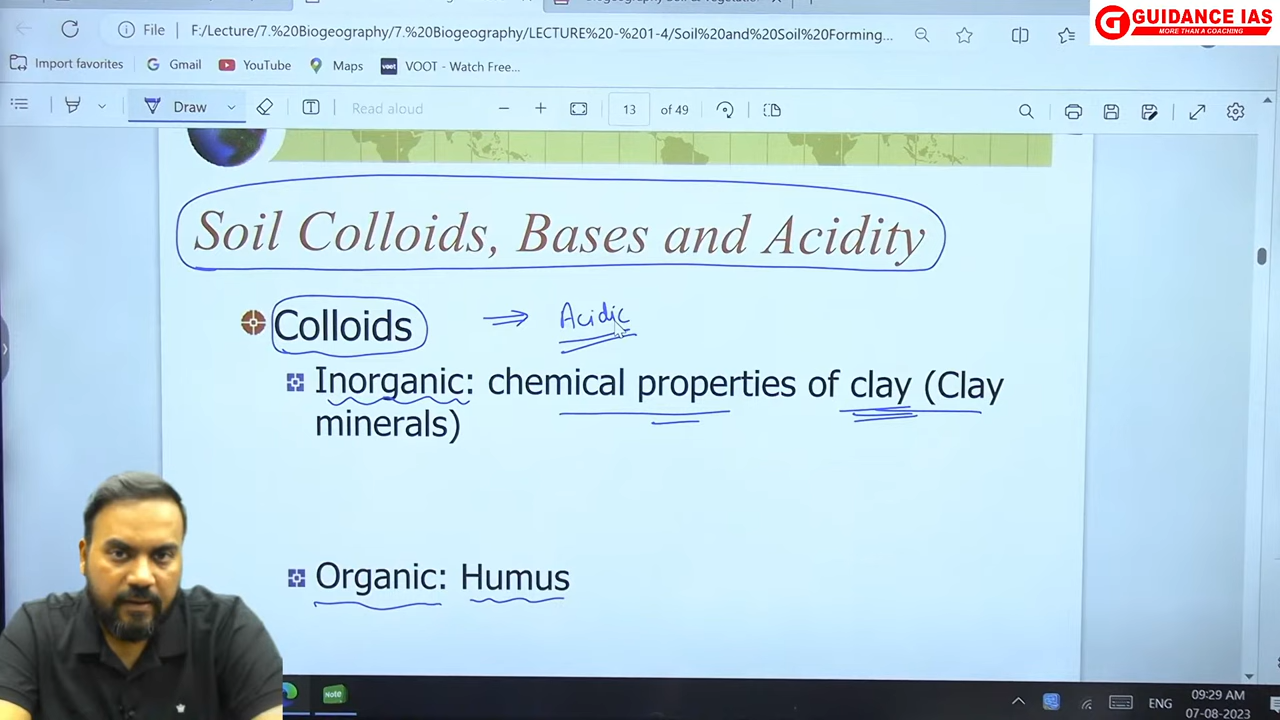 GUIDANCE IAS
MORE THAN A COACHING
File
F:/Lecture/7.%20Biogeography/7.%20Biogeography/LECTURE%20-%201-4/Soil%20and%20Soil%20Forming...
Import favorites
Gmail
YouTube
Maps
voot
VOOT - Watch Free...
Draw
Read aloud
13
of 49
Soil Colloids, Bases and Acidity
Colloids
Acidic
Inorganic: chemical properties of clay (Clay
minerals)
Organic: Humus
Note
ENG
09:29 AM
07-08-2023